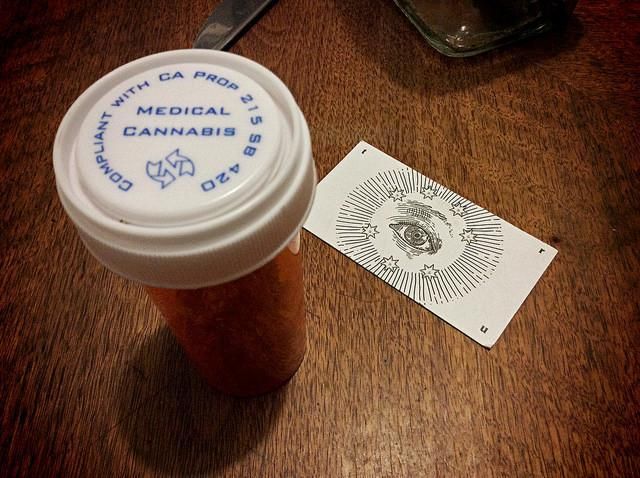 COMPLIANT WITH CA PROP 215 SB 420
MEDICAL
CANNABIS
r
r
n